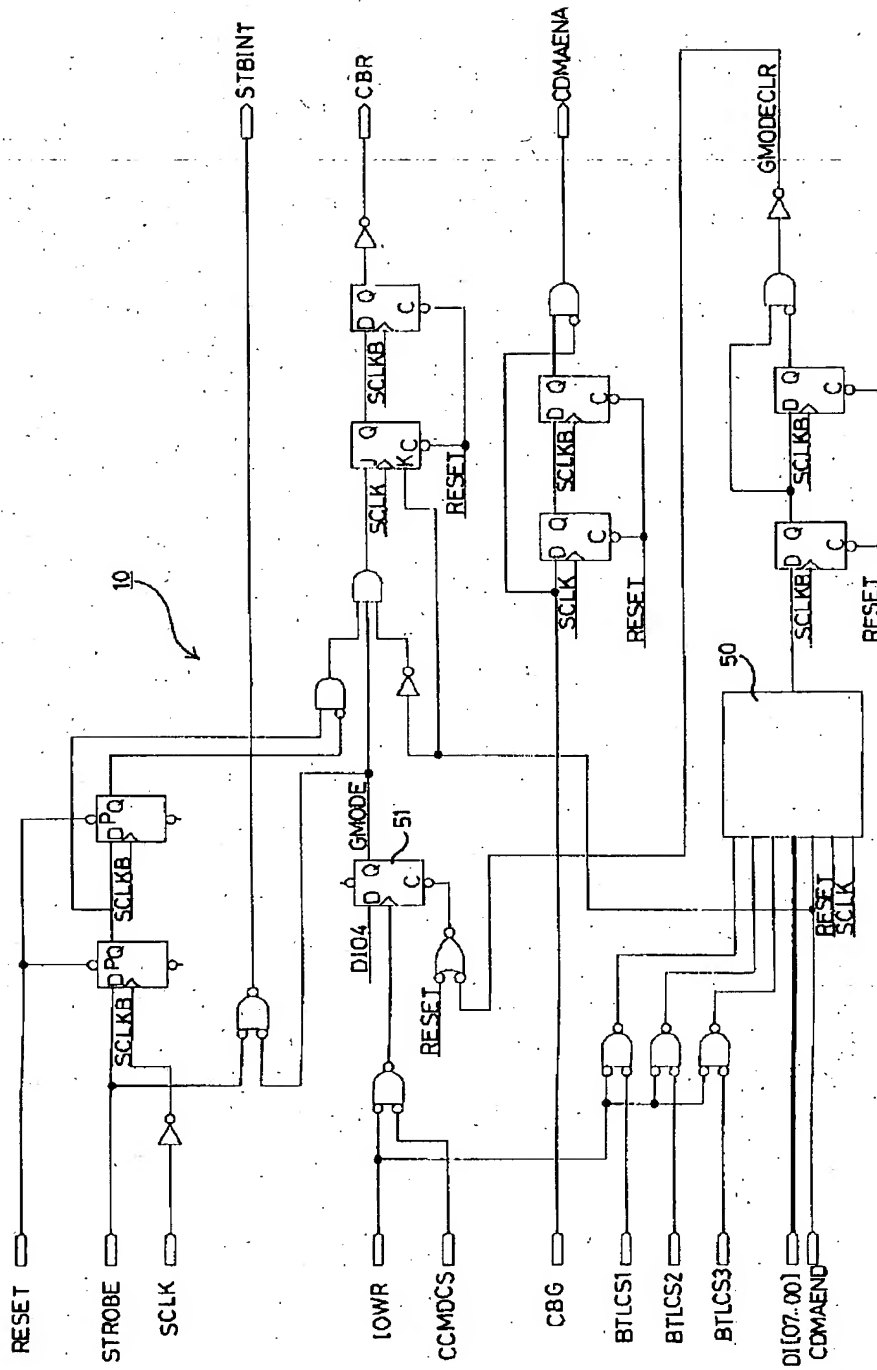 10
RESET
STROBE
SCLK
IOWR
CCMDCS
CBG
BTLCS1
BTLCS2
BTLCS3
DI[07..00]
CDMAEND
STBINT
CBR
CDMAENA
GMODECLR
D P Q
SCLKB
D P Q
SCLKB
DI04
D Q
C
51
GMODE
RESET
J Q
K C
SCLK
D Q
C
SCLKB
RESET
D Q
C
SCLK
D Q
C
SCLKB
RESET
50
RESET
SCLK
D Q
C
SCLKB
D Q
C
SCLKB
RESET